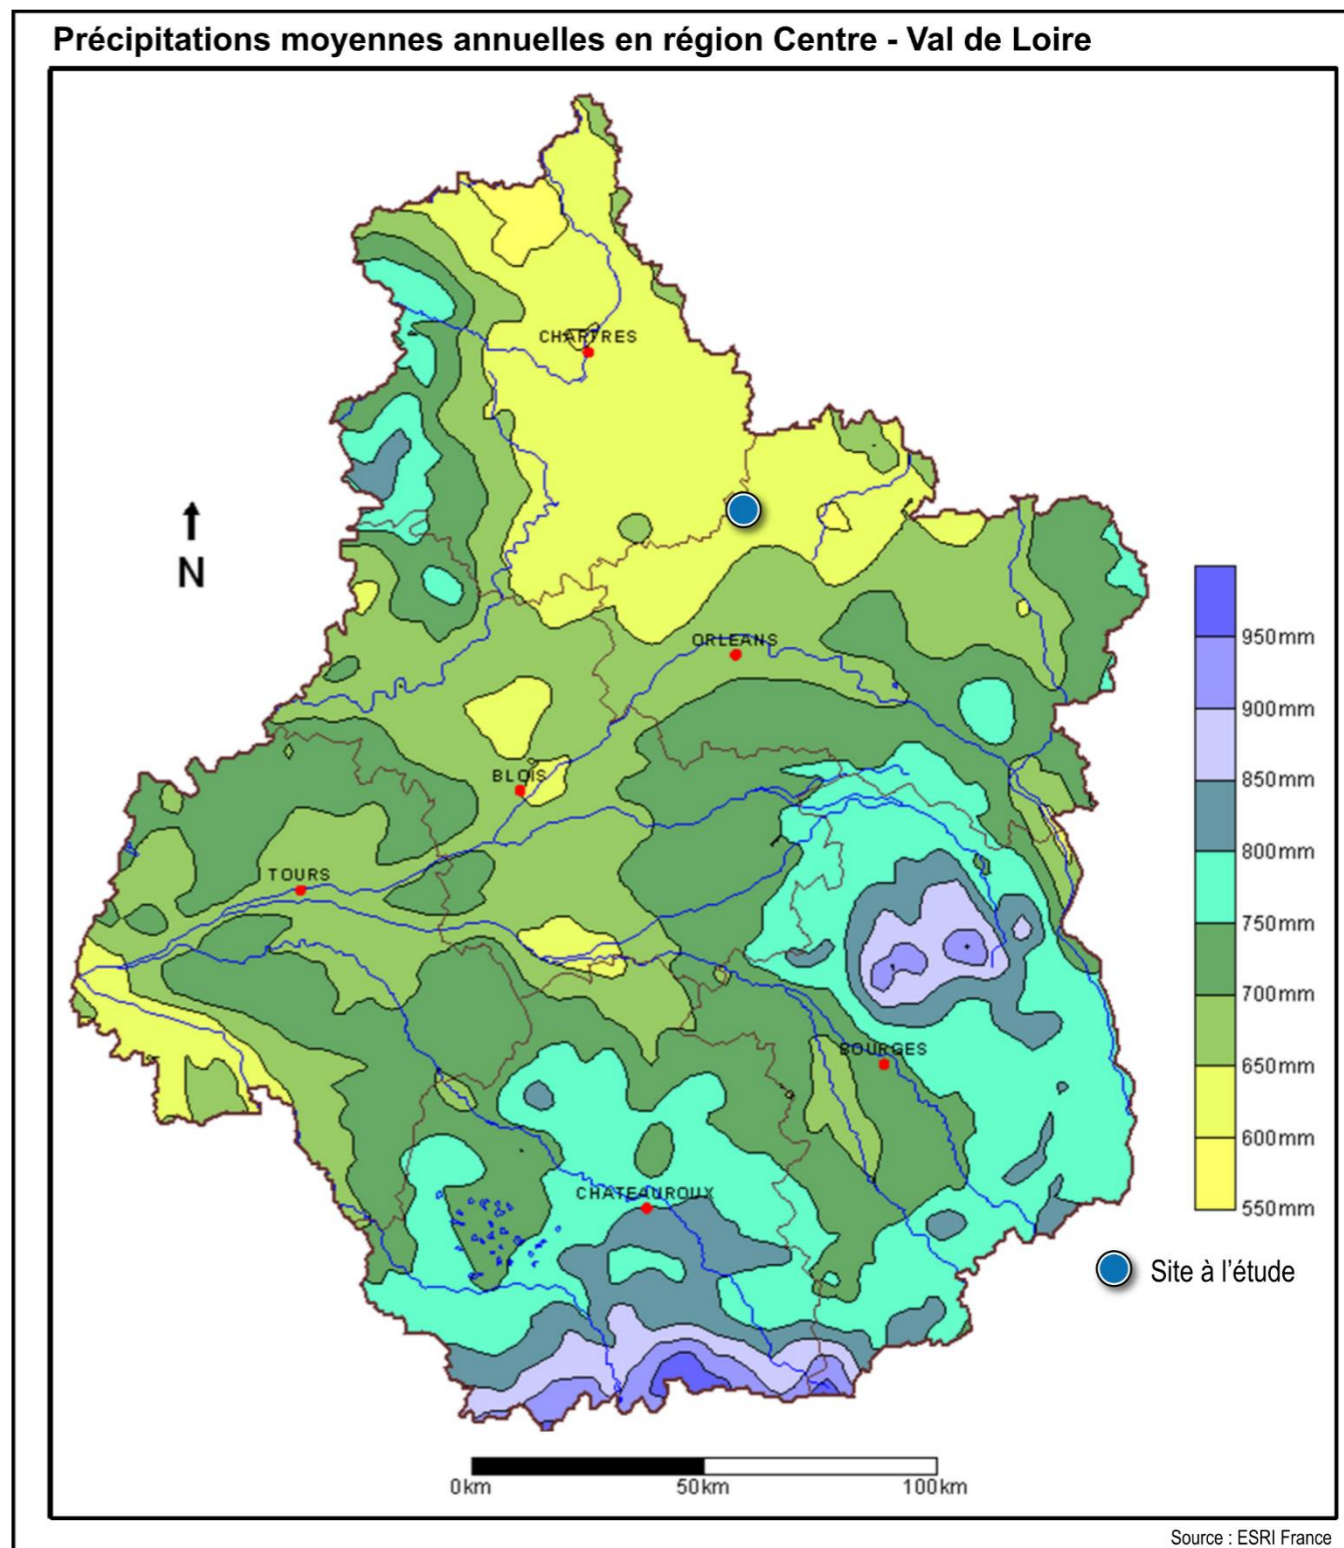 Précipitations moyennes annuelles en région Centre - Val de Loire
CHARTRES
N
ORLEANS
BLOIS
TOURS
BOURGES
CHATEAUROUX
950mm
900mm
850mm
800mm
750mm
700mm
650mm
600mm
550mm
Site à l'étude
0km 50km 100km
Source : ESRI France